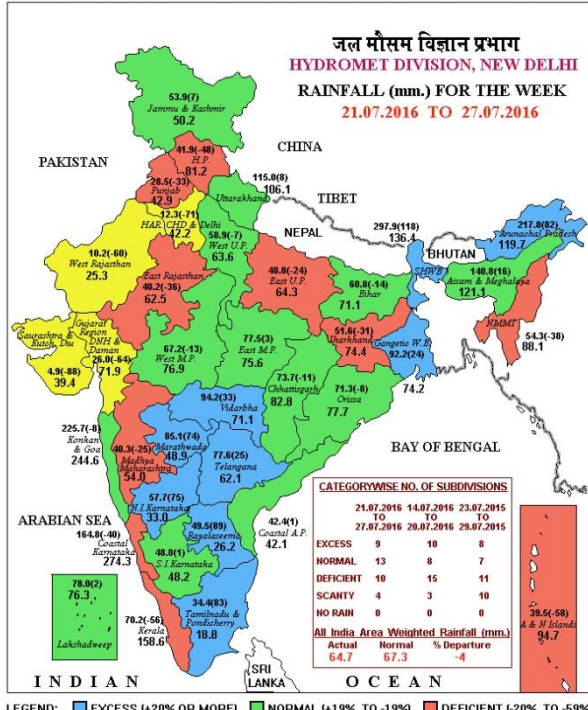 जल मौसम विज्ञान प्रभाग
HYDROMET DIVISION, NEW DELHI
RAINFALL (mm.) FOR THE WEEK
21.07.2016 TO 27.07.2016
53.9(7)
Jammu & Kashmir
50.2
CHINA
41.9(-48)
H.P.
81.2
PAKISTAN
28.5(-33)
Punjab
42.9
115.0(8)
Uttarakhand
106.1
TIBET
12.3(-71)
HAR. CHD & Delhi
42.2
58.9(-7)
West U.P.
63.6
NEPAL
297.9(118)
136.4
217.8(82)
Arunachal Pradesh
119.7
BHUTAN
10.2(-60)
West Rajasthan
25.3
East Rajasthan
40.2(-36)
62.5
48.8(-24)
East U.P.
64.3
SHWB
140.8(16)
Assam & Meghalaya
121.1
60.8(-14)
Bihar
71.1
NMMT
54.3(-38)
88.1
Gujarat
Region
DNH &
Daman
26.0(-64)
71.9
Saurashtra &
Kutch, Diu
4.9(-88)
39.4
67.2(-13)
West M.P.
76.9
77.5(3)
East M.P.
75.6
51.6(-31)
Jharkhand
74.4
Gangetic W.B.
92.2(24)
74.2
73.7(-11)
Chhattisgarh
82.8
71.3(-8)
Orissa
77.7
94.2(33)
Vidarbha
71.1
225.7(-8)
Konkan
& Goa
244.6
40.3(-25)
Madhya
Maharashtra
54.0
85.1(74)
Marathwada
48.9
77.6(25)
Telangana
62.1
BAY OF BENGAL
ARABIAN SEA
57.7(75)
N.I.Karnataka
33.0
164.8(-40)
Coastal
Karnataka
274.3
49.5(89)
Rayalaseema
26.2
42.4(1)
Coastal A.P.
42.1
48.8(1)
S.I.Karnataka
48.2
78.0(2)
76.3
Lakshadweep
70.2(-56)
Kerala
158.6
34.4(83)
Tamilnadu &
Pondicherry
18.8
CATEGORYWISE NO. OF SUBDIVISIONS
21.07.2016 14.07.2016 23.07.2015
TO TO TO
27.07.2016 20.07.2016 29.07.2015
EXCESS 9 10 8
NORMAL 13 8 7
DEFICIENT 10 15 11
SCANTY 4 3 10
NO RAIN 0 0 0
All India Area Weighted Rainfall (mm.)
Actual Normal % Departure
64.7 67.3 -4
39.5(-58)
A & N Islands
94.7
SRI
LANKA
INDIAN OCEAN
LEGEND: EXCESS (+20% OR MORE) NORMAL (+19% TO -19%) DEFICIENT (-20% TO -59%)